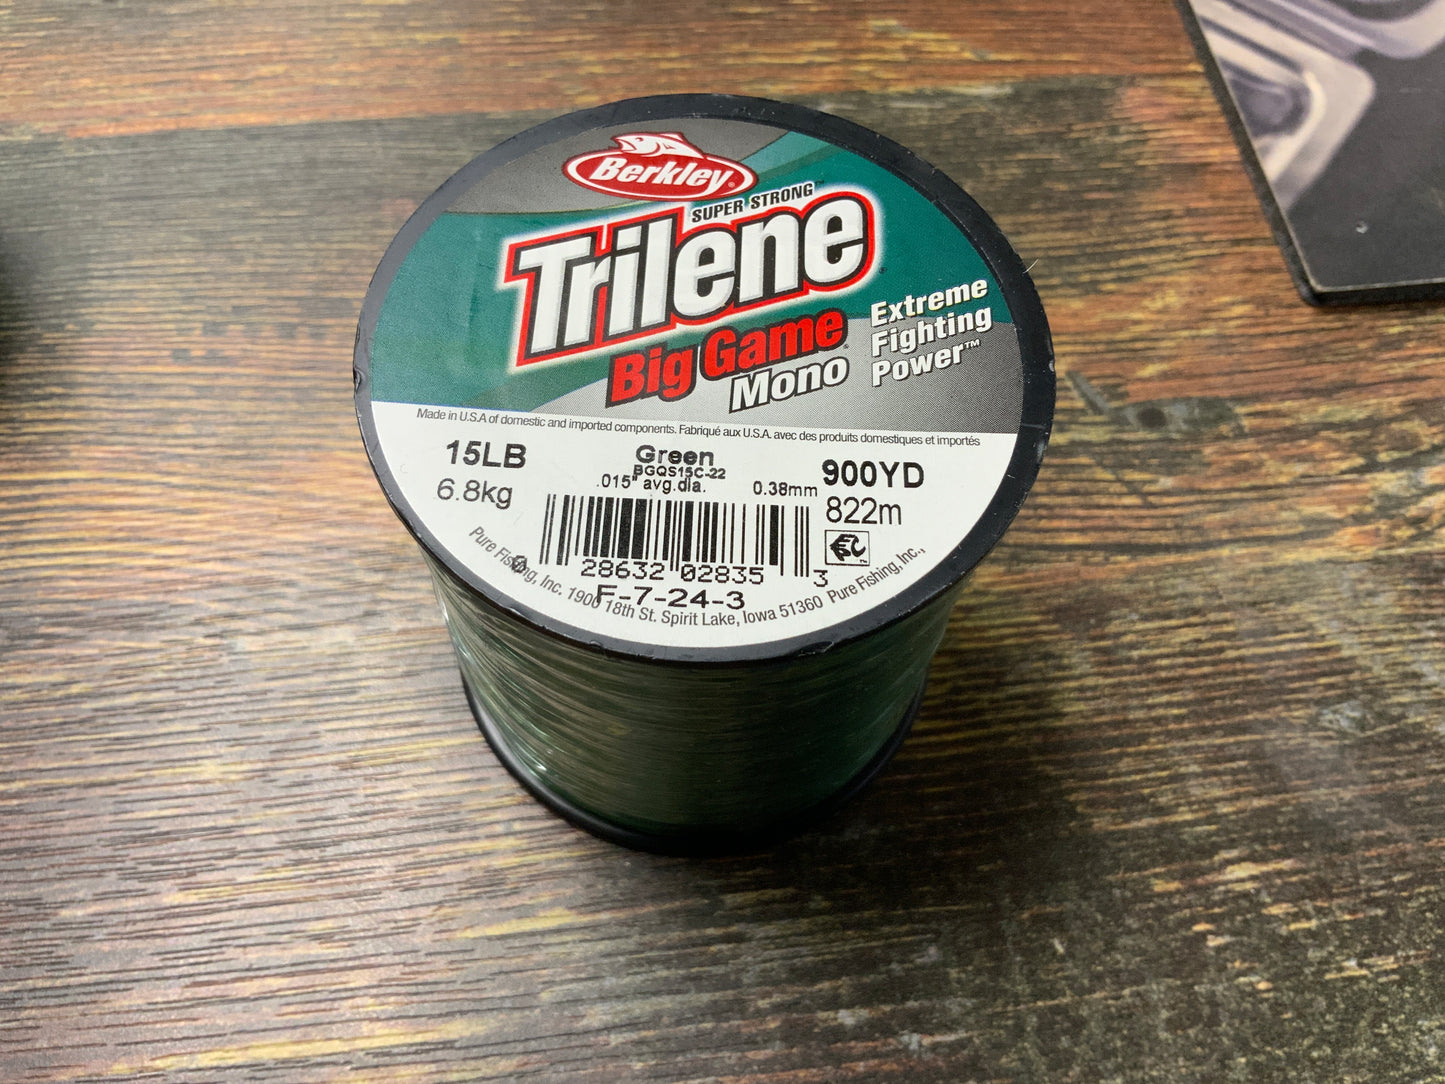 Berkley®
SUPER STRONG
Trilene
Big Game
Mono
Extreme
Fighting
Power™
Made in U.S.A of domestic and imported components. Fabriqué aux U.S.A. avec des produits domestiques et importés
15LB
6.8kg
Green
BGQS15C-22
.015" avg.dia.
0.38mm
900YD
822m
0 28632 02835 3
F-7-24-3
Pure Fishing, Inc. 1900 18th St. Spirit Lake, Iowa 51360 Pure Fishing, Inc.,